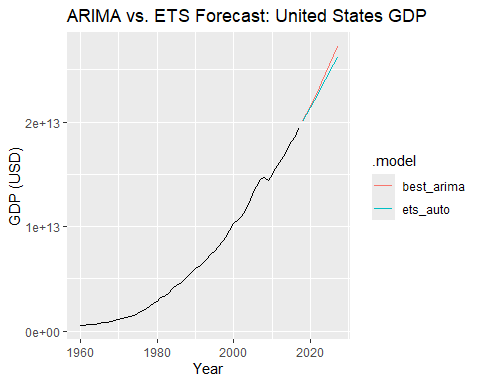 ARIMA vs. ETS Forecast: United States GDP
GDP (USD)
2e+13
1e+13
0e+00
1960 1980 2000 2020
Year
.model
best_arima
ets_auto